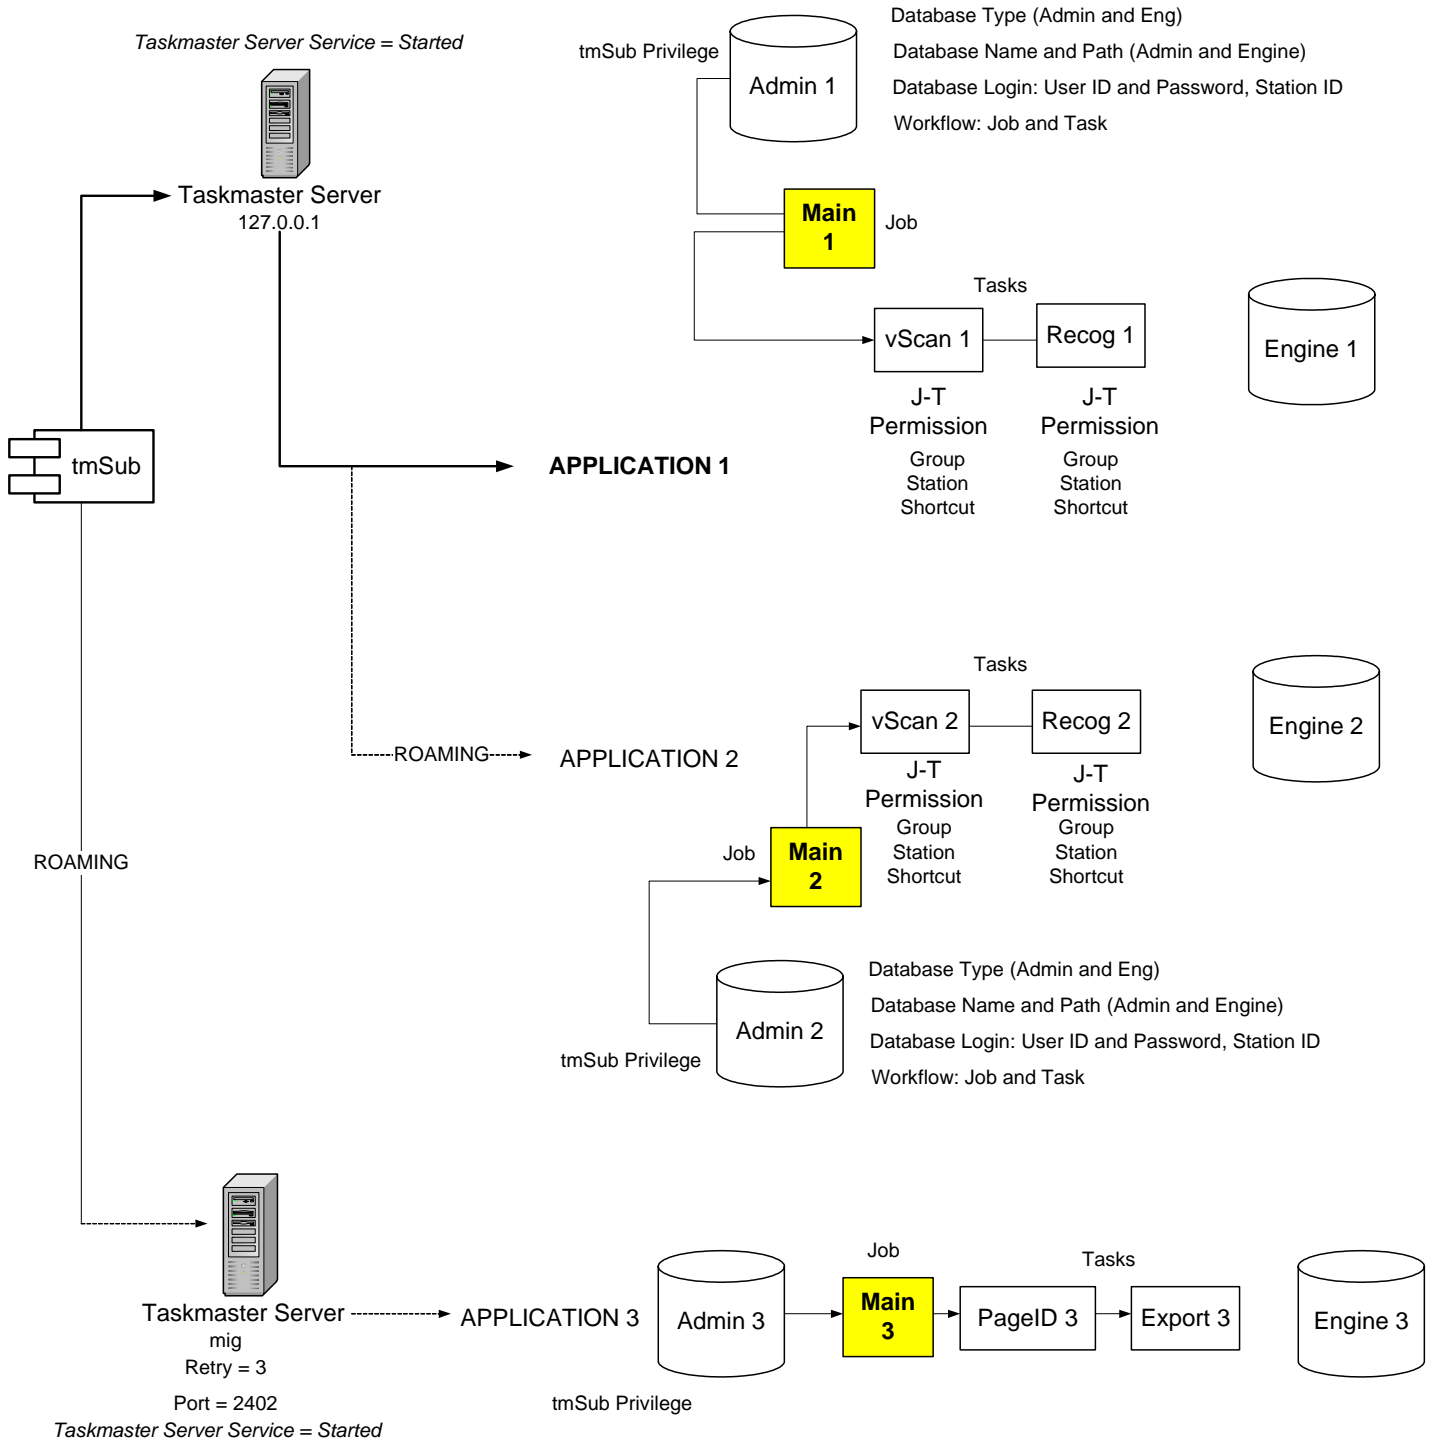 Taskmaster Server Service = Started
Taskmaster Server
127.0.0.1
tmSub Privilege
Admin 1
Database Type (Admin and Eng)
Database Name and Path (Admin and Engine)
Database Login: User ID and Password, Station ID
Workflow: Job and Task
Main
1
Job
Tasks
vScan 1
Recog 1
Engine 1
J-T
Permission
Group
Station
Shortcut
J-T
Permission
Group
Station
Shortcut
tmSub
APPLICATION 1
ROAMING
APPLICATION 2
Tasks
vScan 2
Recog 2
Engine 2
J-T
Permission
Group
Station
Shortcut
J-T
Permission
Group
Station
Shortcut
Job
Main
2
ROAMING
Admin 2
tmSub Privilege
Database Type (Admin and Eng)
Database Name and Path (Admin and Engine)
Database Login: User ID and Password, Station ID
Workflow: Job and Task
Taskmaster Server
mig
Retry = 3
Port = 2402
Taskmaster Server Service = Started
APPLICATION 3
Admin 3
tmSub Privilege
Job
Main
3
Tasks
PageID 3
Export 3
Engine 3